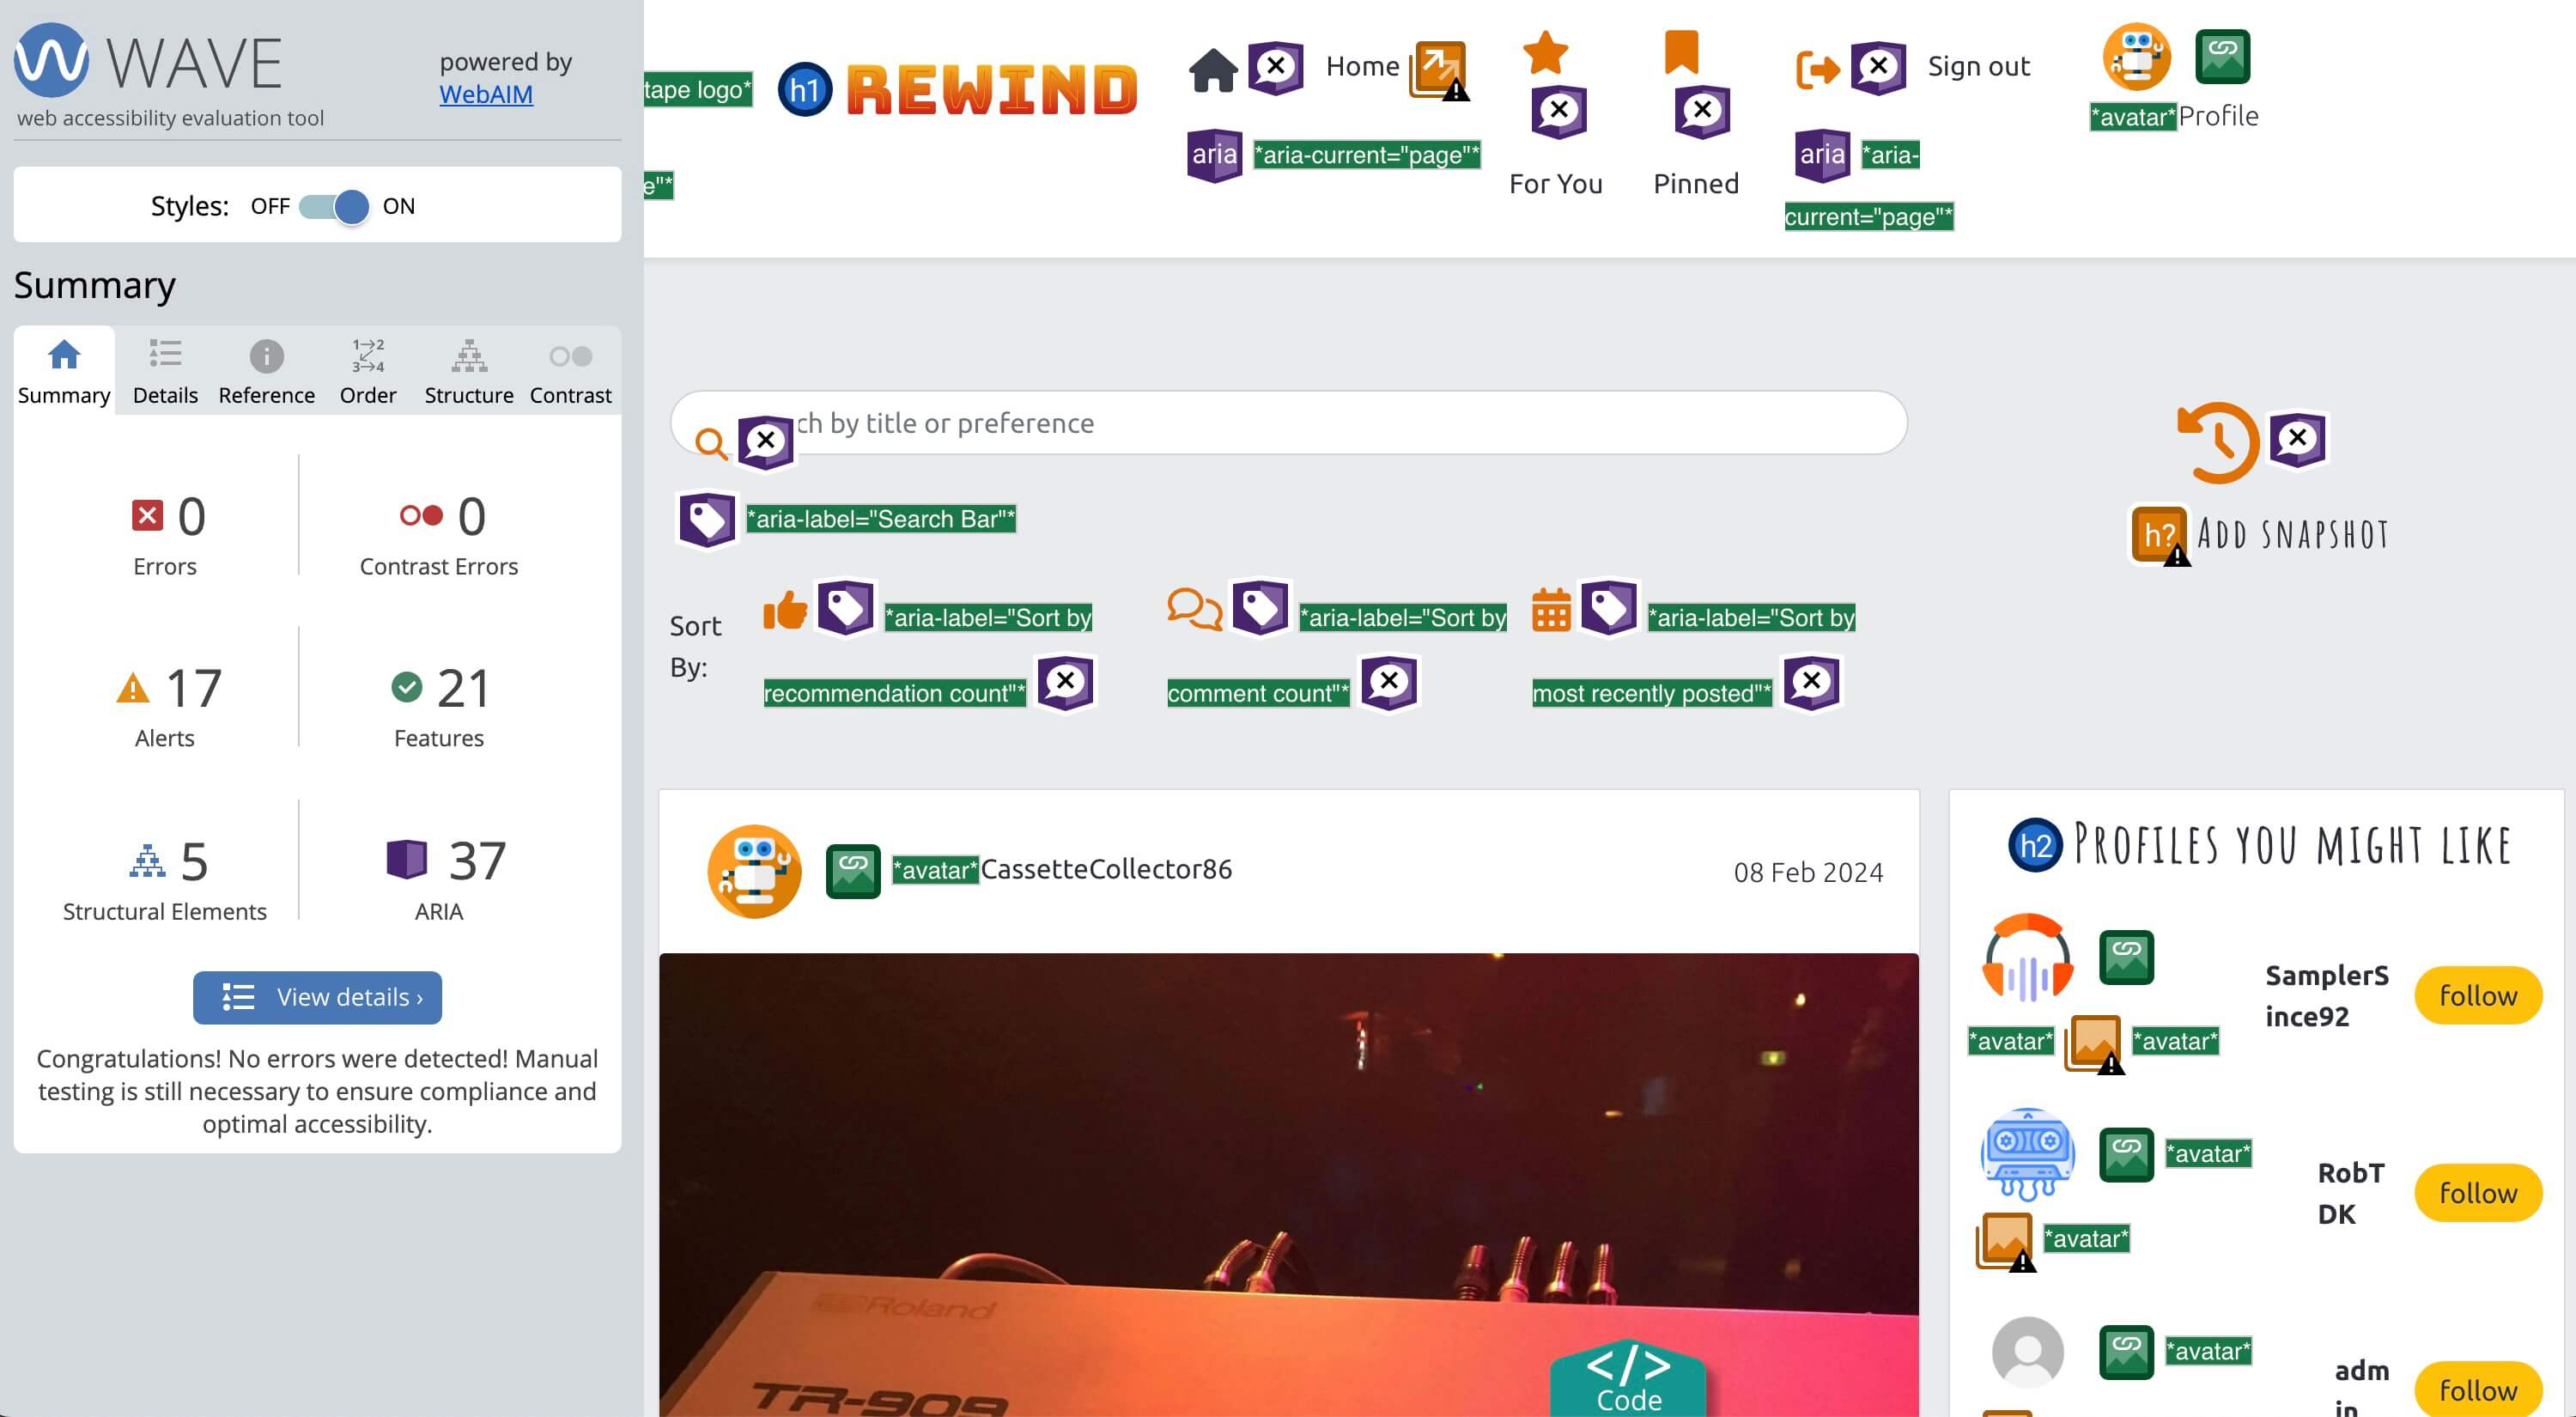 WAVE
powered by
WebAIM
web accessibility evaluation tool
Styles: OFF ON
Summary
Summary Details Reference Order Structure Contrast
0 Errors
0 Contrast Errors
17 Alerts
21 Features
5 Structural Elements
37 ARIA
View details ›
Congratulations! No errors were detected! Manual
testing is still necessary to ensure compliance and
optimal accessibility.
tape logo*
e"*
h1 REWIND
Home
aria *aria-current="page"*
For You
Pinned
Sign out
aria *aria-
current="page"*
*avatar*Profile
ch by title or preference
*aria-label="Search Bar"*
h? ADD SNAPSHOT
Sort
By:
*aria-label="Sort by
recommendation count"*
*aria-label="Sort by
comment count"*
*aria-label="Sort by
most recently posted"*
*avatar*CassetteCollector86
08 Feb 2024
Roland
TR-909
</>
Code
h2 PROFILES YOU MIGHT LIKE
*avatar* *avatar*
SamplerS
ince92
follow
*avatar*
*avatar*
RobT
DK
follow
*avatar*
adm
in
follow